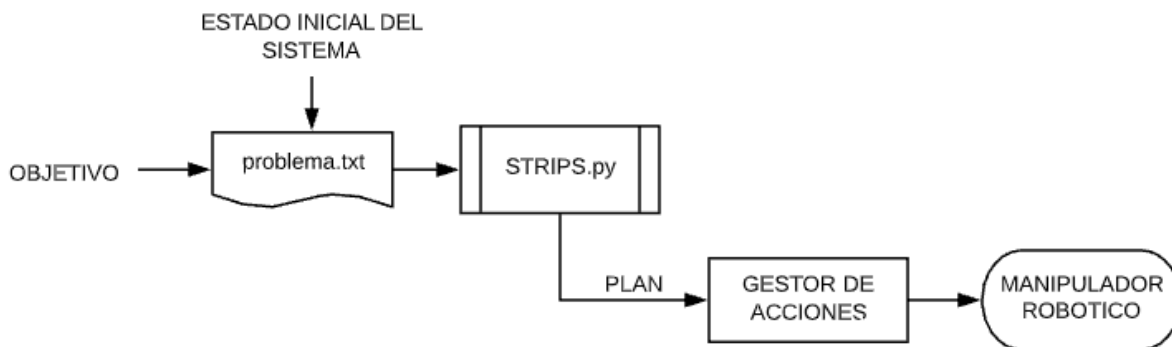 ESTADO INICIAL DEL
SISTEMA
OBJETIVO
problema.txt
STRIPS.py
PLAN
GESTOR DE
ACCIONES
MANIPULADOR
ROBOTICO